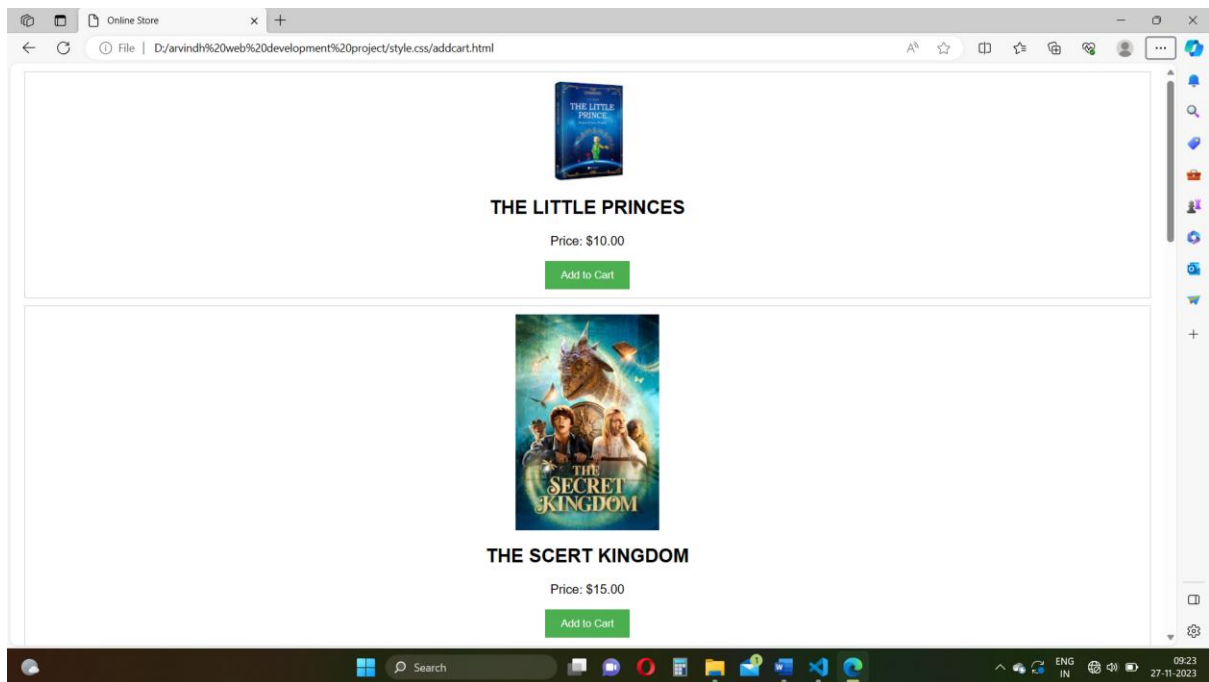 Online Store
File | D:/arvindh%20web%20development%20project/style.css/addcart.html
THE LITTLE
PRINCE
THE LITTLE PRINCES
Price: $10.00
Add to Cart
THE
SECRET
KINGDOM
THE SCERT KINGDOM
Price: $15.00
Add to Cart
Search
ENG
IN
09:23
27-11-2023